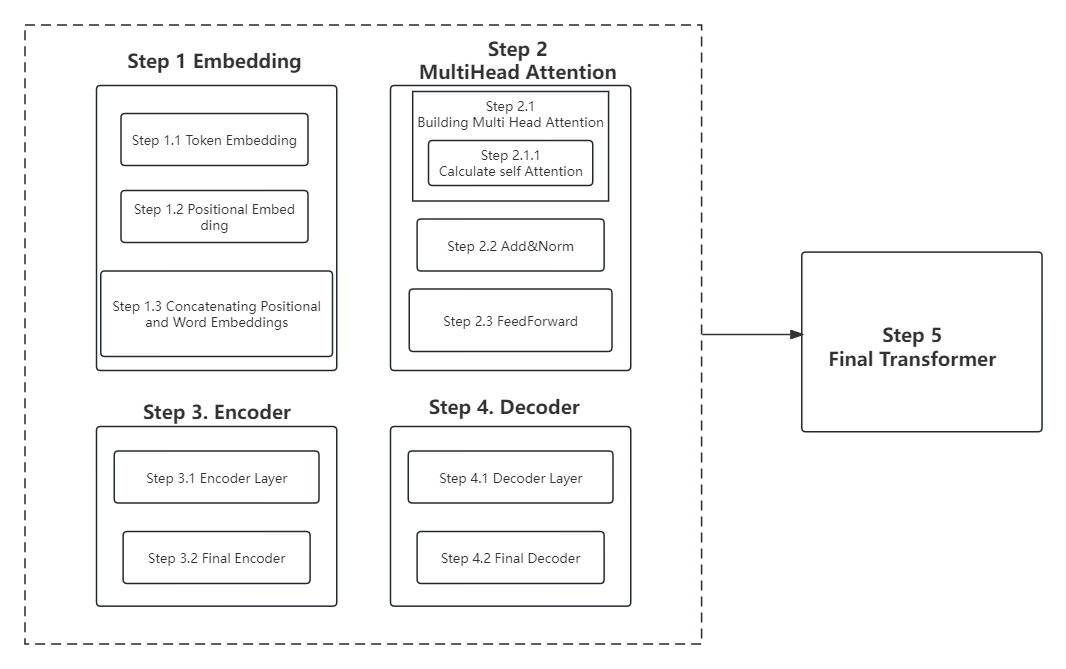 Step 1 Embedding
Step 1.1 Token Embedding
Step 1.2 Positional Embed
ding
Step 1.3 Concatenating Positional
and Word Embeddings
Step 2
MultiHead Attention
Step 2.1
Building Multi Head Attention
Step 2.1.1
Calculate self Attention
Step 2.2 Add&Norm
Step 2.3 FeedForward
Step 3. Encoder
Step 3.1 Encoder Layer
Step 3.2 Final Encoder
Step 4. Decoder
Step 4.1 Decoder Layer
Step 4.2 Final Decoder
Step 5
Final Transformer